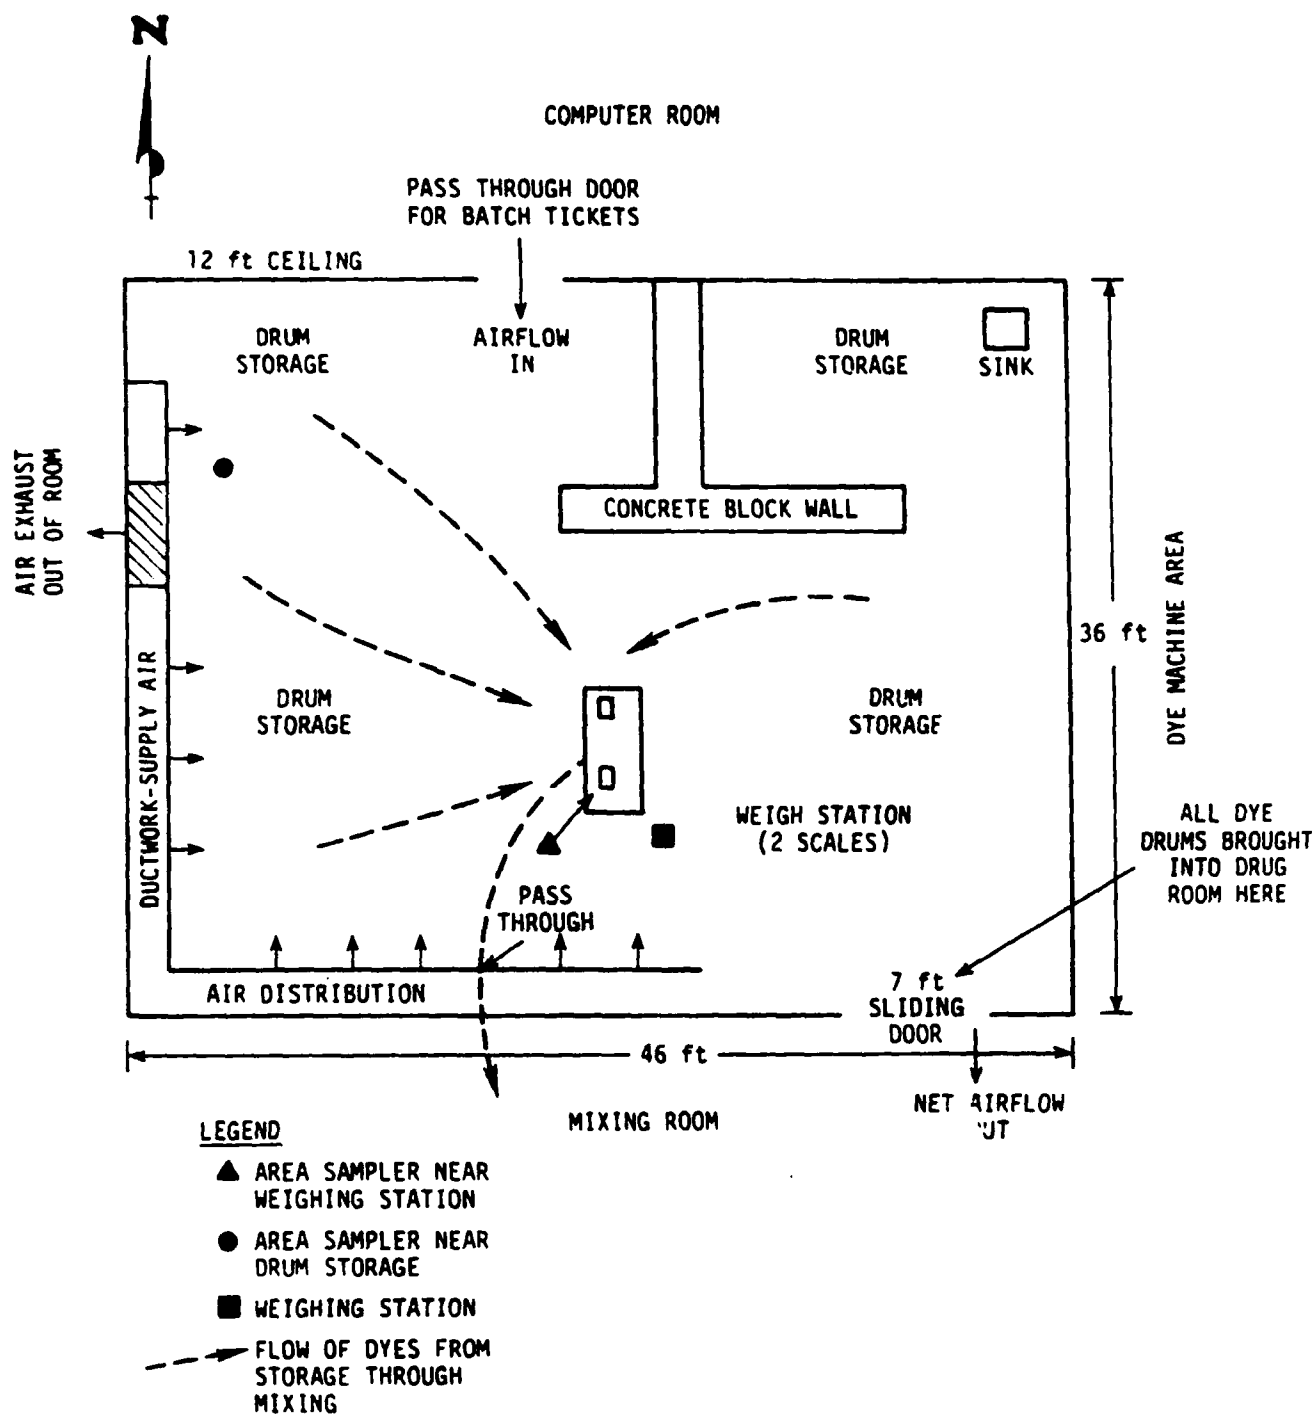 N
COMPUTER ROOM
PASS THROUGH DOOR
FOR BATCH TICKETS
12 ft CEILING
DRUM
STORAGE
AIRFLOW
IN
DRUM
STORAGE
SINK
AIR EXHAUST
OUT OF ROOM
CONCRETE BLOCK WALL
36 ft
DYE MACHINE AREA
DUCTWORK-SUPPLY AIR
DRUM
STORAGE
DRUM
STORAGE
WEIGH STATION
(2 SCALES)
ALL DYE
DRUMS BROUGHT
INTO DRUG
ROOM HERE
PASS
THROUGH
AIR DISTRIBUTION
7 ft
SLIDING
DOOR
46 ft
MIXING ROOM
NET AIRFLOW
UT
LEGEND
AREA SAMPLER NEAR
WEIGHING STATION
AREA SAMPLER NEAR
DRUM STORAGE
WEIGHING STATION
FLOW OF DYES FROM
STORAGE THROUGH
MIXING